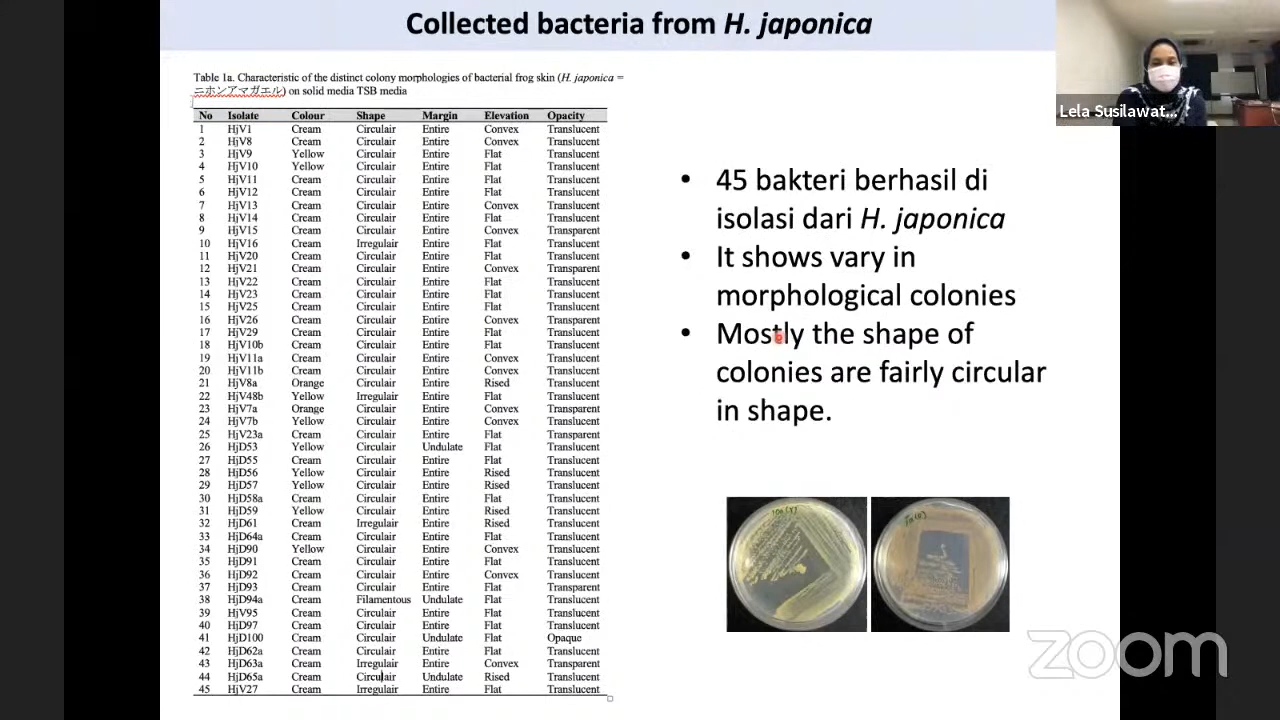 Collected bacteria from H. japonica
Table 1a. Characteristic of the distinct colony morphologies of bacterial frog skin (H. japonica =
ニホンアマガエル) on solid media TSB media
No Isolate Colour Shape Margin Elevation Opacity
1 HjV1 Cream Circulair Entire Convex Translucent
2 HjV8 Cream Circulair Entire Convex Translucent
3 HjV9 Yellow Circulair Entire Flat Translucent
4 HjV10 Yellow Circulair Entire Flat Translucent
5 HjV11 Cream Circulair Entire Flat Translucent
6 HjV12 Cream Circulair Entire Flat Translucent
7 HjV13 Cream Circulair Entire Convex Translucent
8 HjV14 Cream Circulair Entire Flat Translucent
9 HjV15 Cream Circulair Entire Convex Transparent
10 HjV16 Cream Irregulair Entire Flat Translucent
11 HjV20 Cream Circulair Entire Flat Translucent
12 HjV21 Cream Circulair Entire Convex Transparent
13 HjV22 Cream Circulair Entire Flat Translucent
14 HjV23 Cream Circulair Entire Flat Translucent
15 HjV25 Cream Circulair Entire Flat Translucent
16 HjV26 Cream Circulair Entire Convex Transparent
17 HjV29 Cream Circulair Entire Flat Translucent
18 HjV10b Cream Circulair Entire Flat Translucent
19 HjV11a Cream Circulair Entire Convex Translucent
20 HjV11b Cream Circulair Entire Convex Translucent
21 HjV8a Orange Circulair Entire Rised Translucent
22 HjV48b Yellow Irregulair Entire Flat Translucent
23 HjV7a Orange Circulair Entire Convex Transparent
24 HjV7b Yellow Circulair Entire Convex Translucent
25 HjV23a Cream Circulair Entire Flat Transparent
26 HjD53 Yellow Circulair Undulate Flat Translucent
27 HjD55 Cream Circulair Entire Flat Translucent
28 HjD56 Yellow Circulair Entire Rised Translucent
29 HjD57 Yellow Circulair Entire Rised Translucent
30 HjD58a Cream Circulair Entire Flat Translucent
31 HjD59 Yellow Circulair Entire Rised Translucent
32 HjD61 Cream Irregulair Entire Rised Translucent
33 HjD64a Cream Circulair Entire Flat Translucent
34 HjD90 Yellow Circulair Entire Convex Translucent
35 HjD91 Cream Circulair Entire Flat Translucent
36 HjD92 Cream Circulair Entire Convex Translucent
37 HjD93 Cream Circulair Entire Flat Transparent
38 HjD94a Cream Filamentous Undulate Flat Translucent
39 HjV95 Cream Circulair Entire Flat Translucent
40 HjD97 Cream Circulair Entire Flat Translucent
41 HjD100 Cream Circulair Undulate Flat Opaque
42 HjD62a Cream Circulair Entire Flat Translucent
43 HjD63a Cream Irregulair Entire Convex Transparent
44 HjD65a Cream Circulair Undulate Rised Translucent
45 HjV27 Cream Irregulair Entire Flat Translucent
• 45 bakteri berhasil di
isolasi dari H. japonica
• It shows vary in
morphological colonies
• Mostly the shape of
colonies are fairly circular
in shape.
Lela Susilawat...
zoom